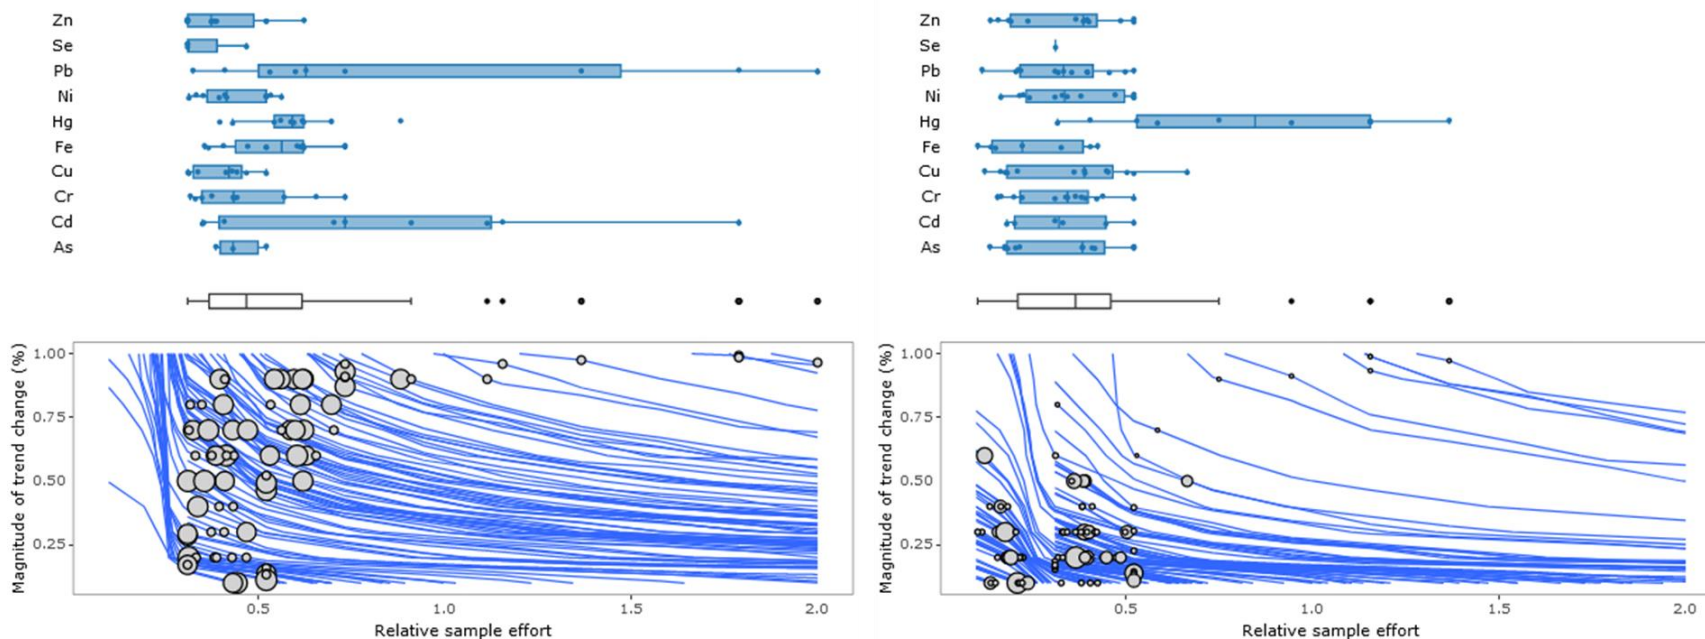 Zn
Se
Pb
Ni
Hg
Fe
Cu
Cr
Cd
As
Magnitude of trend change (%)
1.00
0.75
0.50
0.25
0.5
1.0
1.5
2.0
Relative sample effort
Zn
Se
Pb
Ni
Hg
Fe
Cu
Cr
Cd
As
Magnitude of trend change (%)
1.00
0.75
0.50
0.25
0.5
1.0
1.5
2.0
Relative sample effort